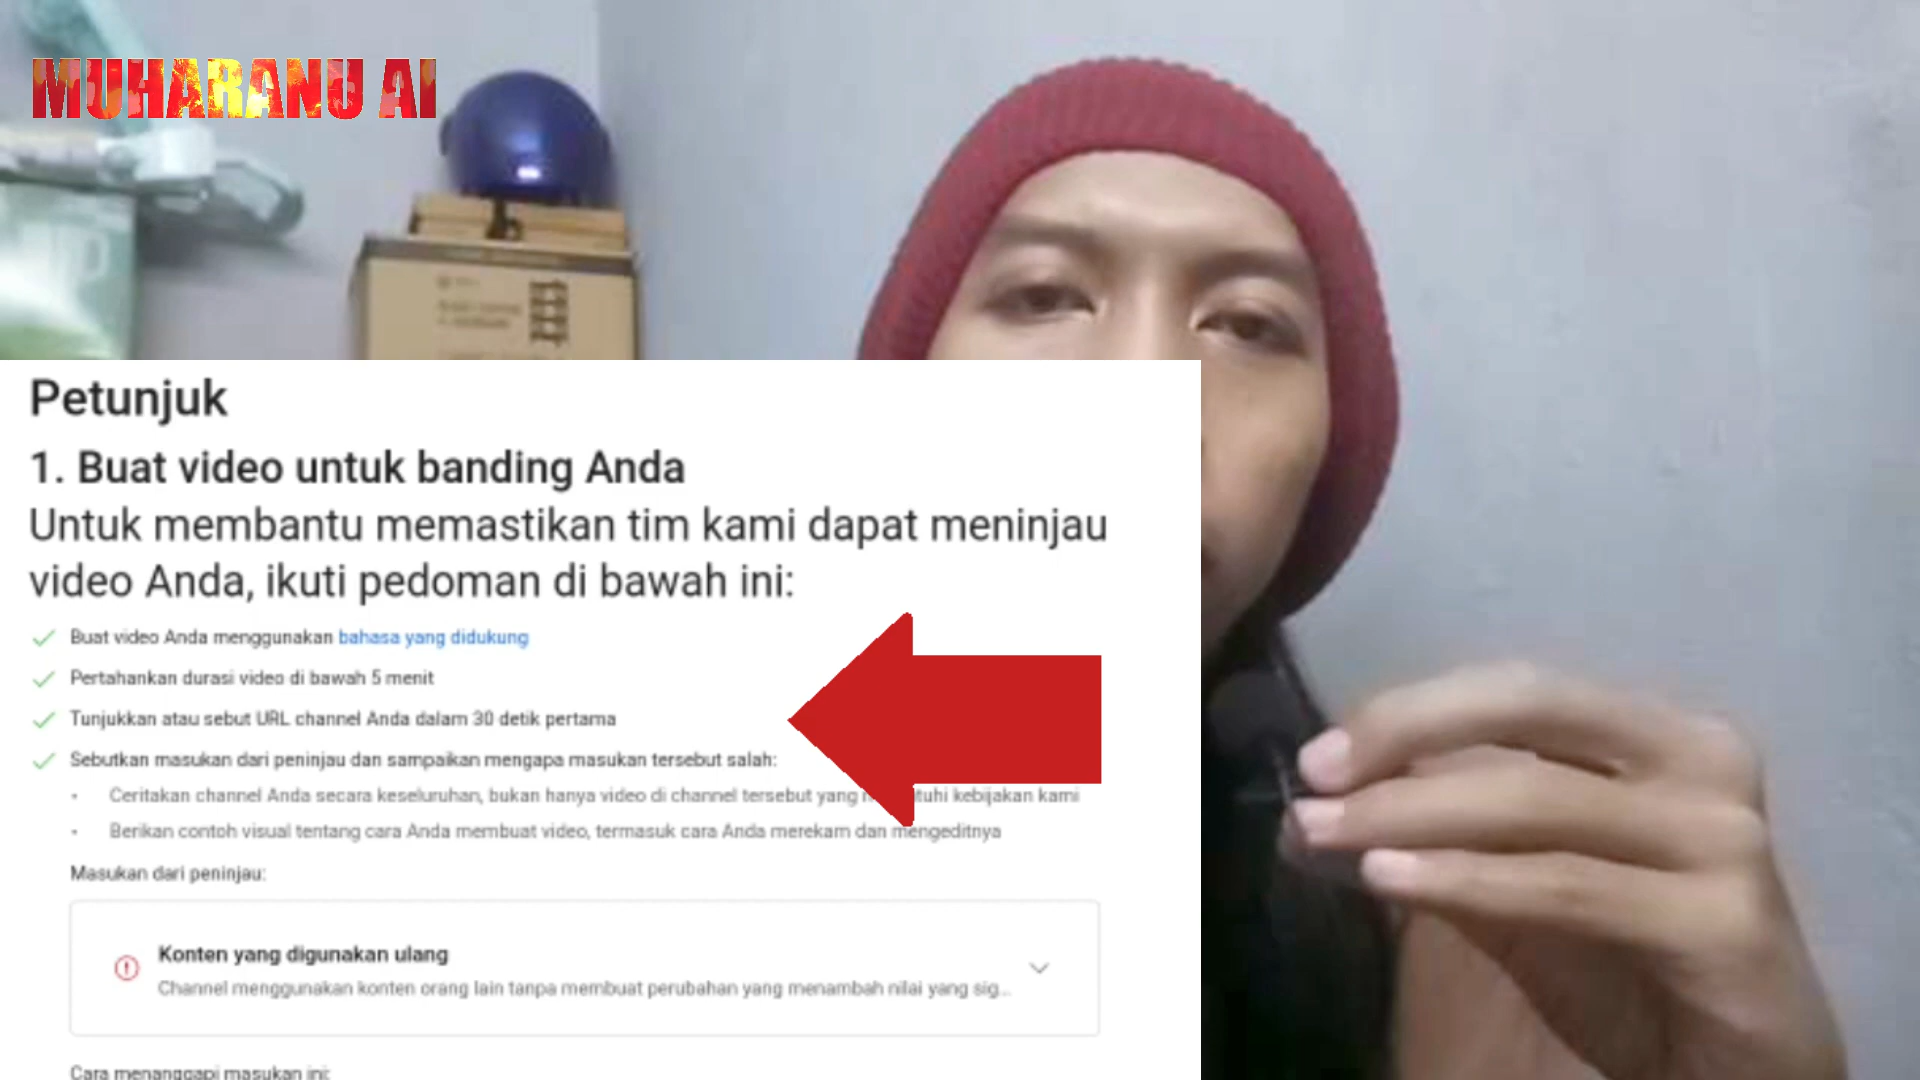 MUHARANU AI
Petunjuk
1. Buat video untuk banding Anda
Untuk membantu memastikan tim kami dapat meninjau
video Anda, ikuti pedoman di bawah ini:
Buat video Anda menggunakan bahasa yang didukung
Pertahankan durasi video di bawah 5 menit
Tunjukkan atau sebut URL channel Anda dalam 30 detik pertama
Sebutkan masukan dari peninjau dan sampaikan mengapa masukan tersebut salah:
Ceritakan channel Anda secara keseluruhan, bukan hanya video di channel tersebut yang kebijakan kami
Berikan contoh visual tentang cara Anda membuat video, termasuk cara Anda merekam dan mengeditnya
Masukan dari peninjau:
Konten yang digunakan ulang
Channel menggunakan konten orang lain tanpa membuat perubahan yang menambah nilai yang sig...
Cara menanggapi masukan ini: